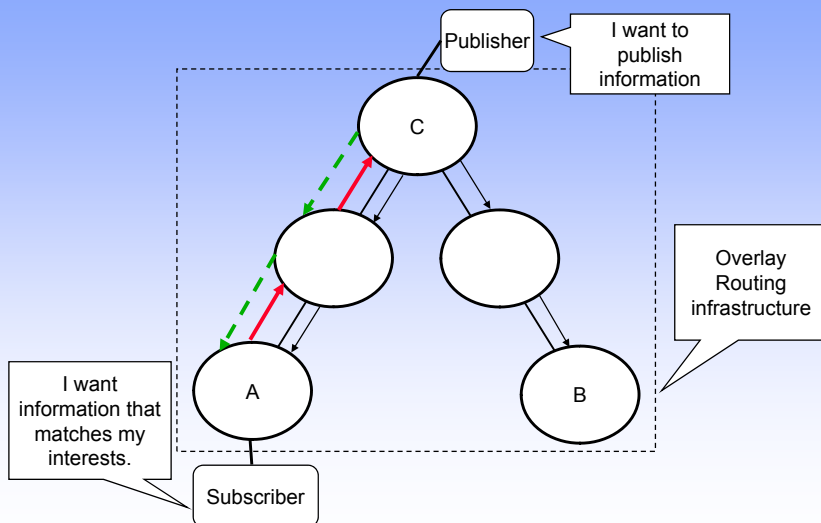 Publisher
I want to
publish
information
C
Overlay
Routing
infrastructure
I want
information that
matches my
interests.
A
B
Subscriber